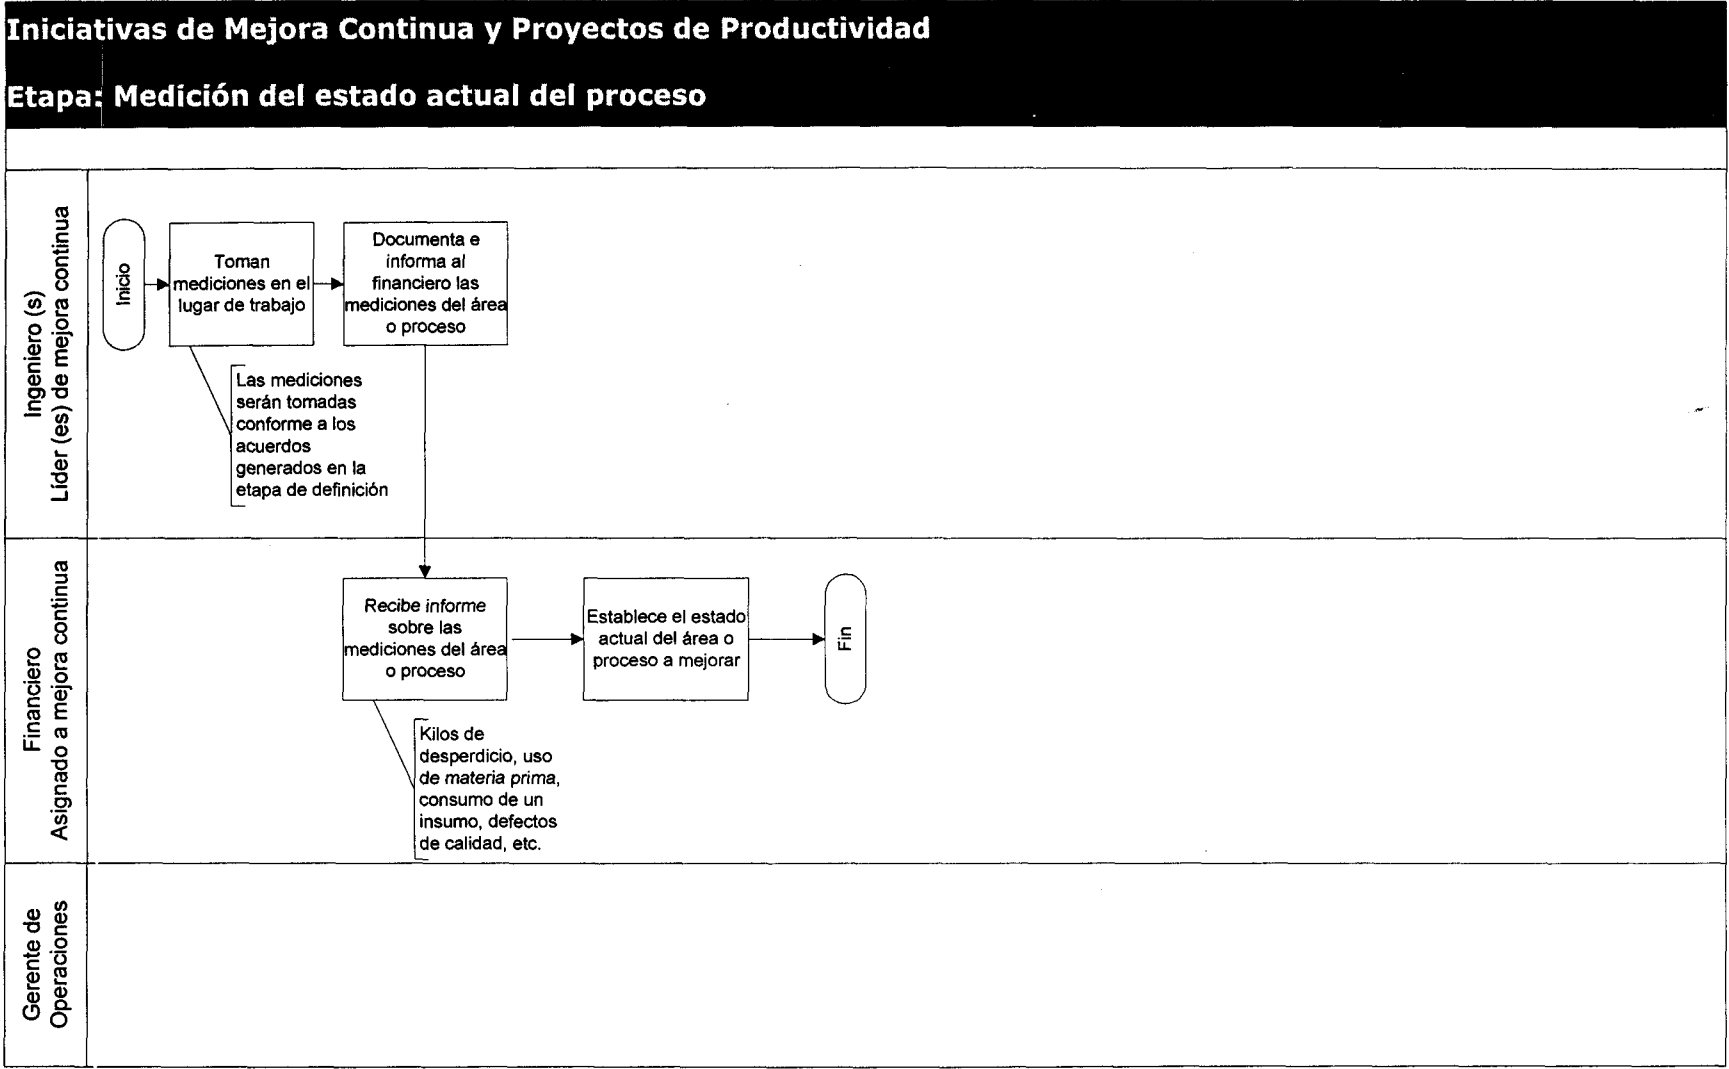 Iniciativas de Mejora Continua y Proyectos de Productividad
Etapa: Medición del estado actual del proceso
Ingeniero (s)
Líder (es) de mejora continua
Inicio
Toman
mediciones en el
lugar de trabajo
Documenta e
informa al
financiero las
mediciones del área
o proceso
Las mediciones
serán tomadas
conforme a los
acuerdos
generados en la
etapa de definición
Financiero
Asignado a mejora continua
Recibe informe
sobre las
mediciones del área
o proceso
Establece el estado
actual del área o
proceso a mejorar
Fin
Kilos de
desperdicio, uso
de materia prima,
consumo de un
insumo, defectos
de calidad, etc.
Gerente de
Operaciones